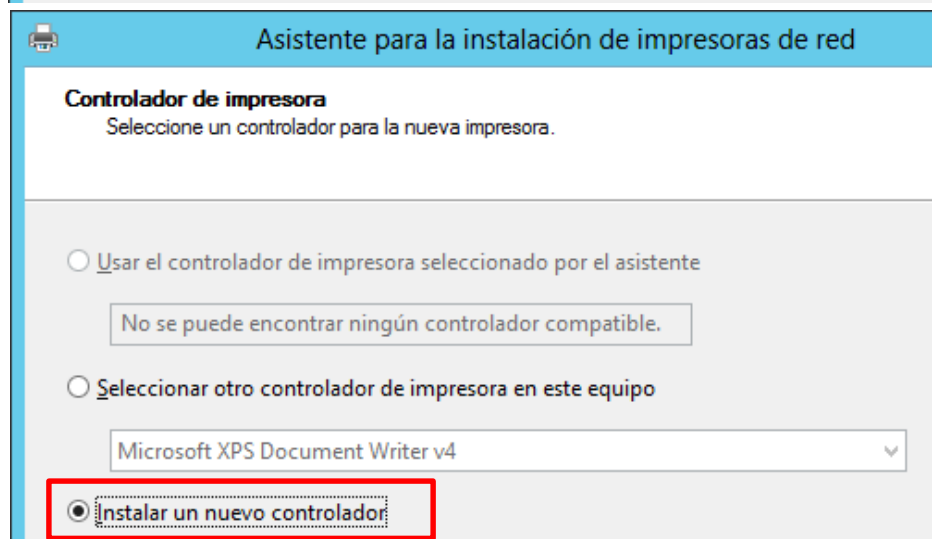 Asistente para la instalación de impresoras de red
Controlador de impresora
Seleccione un controlador para la nueva impresora.
Usar el controlador de impresora seleccionado por el asistente
No se puede encontrar ningún controlador compatible.
Seleccionar otro controlador de impresora en este equipo
Microsoft XPS Document Writer v4
Instalar un nuevo controlador